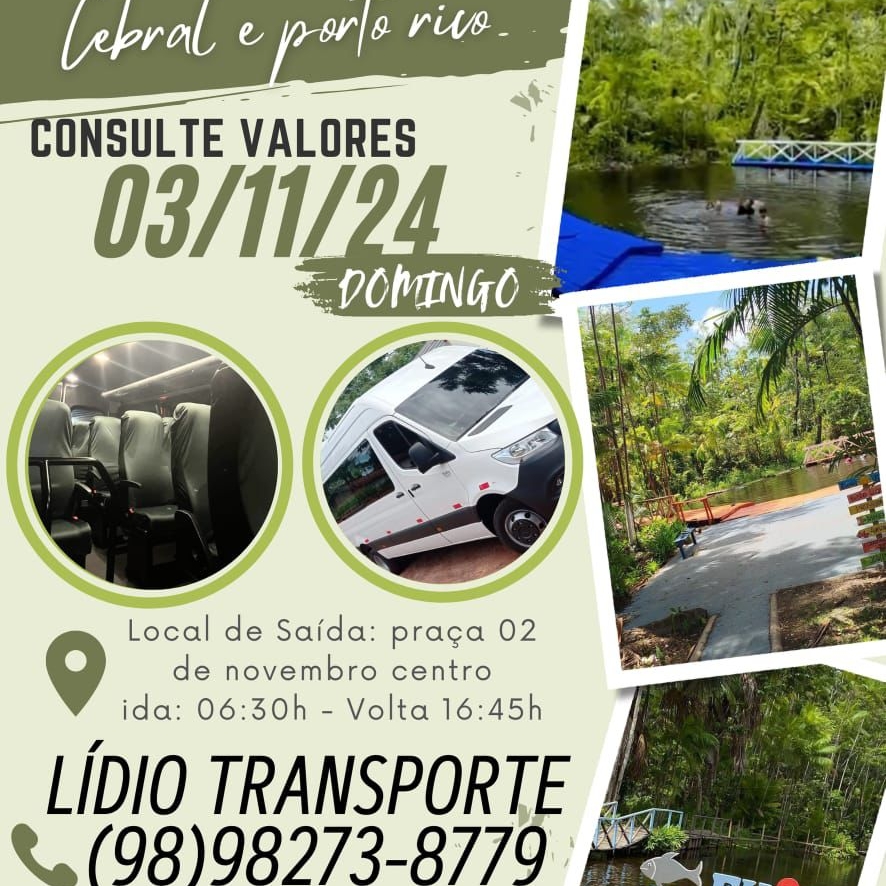 Cebral e porto rico
CONSULTE VALORES
03/11/24
DOMINGO
Local de Saída: praça 02
de novembro centro
ida: 06:30h - Volta 16:45h
LÍDIO TRANSPORTE
(98)98273-8779